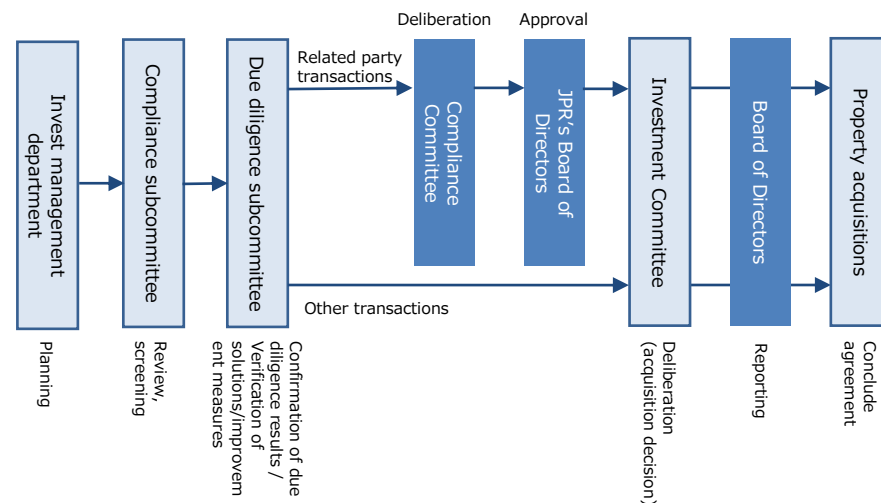 Deliberation
Approval
Invest management
department
Compliance subcommittee
Due diligence subcommittee
Related party
transactions
Compliance
Committee
JPR's Board of
Directors
Investment Committee
Board of Directors
Property acquisitions
Other transactions
Planning
Review,
screening
Confirmation of due
diligence results /
Verification of
solutions/improvem
ent measures
Deliberation
(acquisition decision)
Reporting
Conclude
agreement